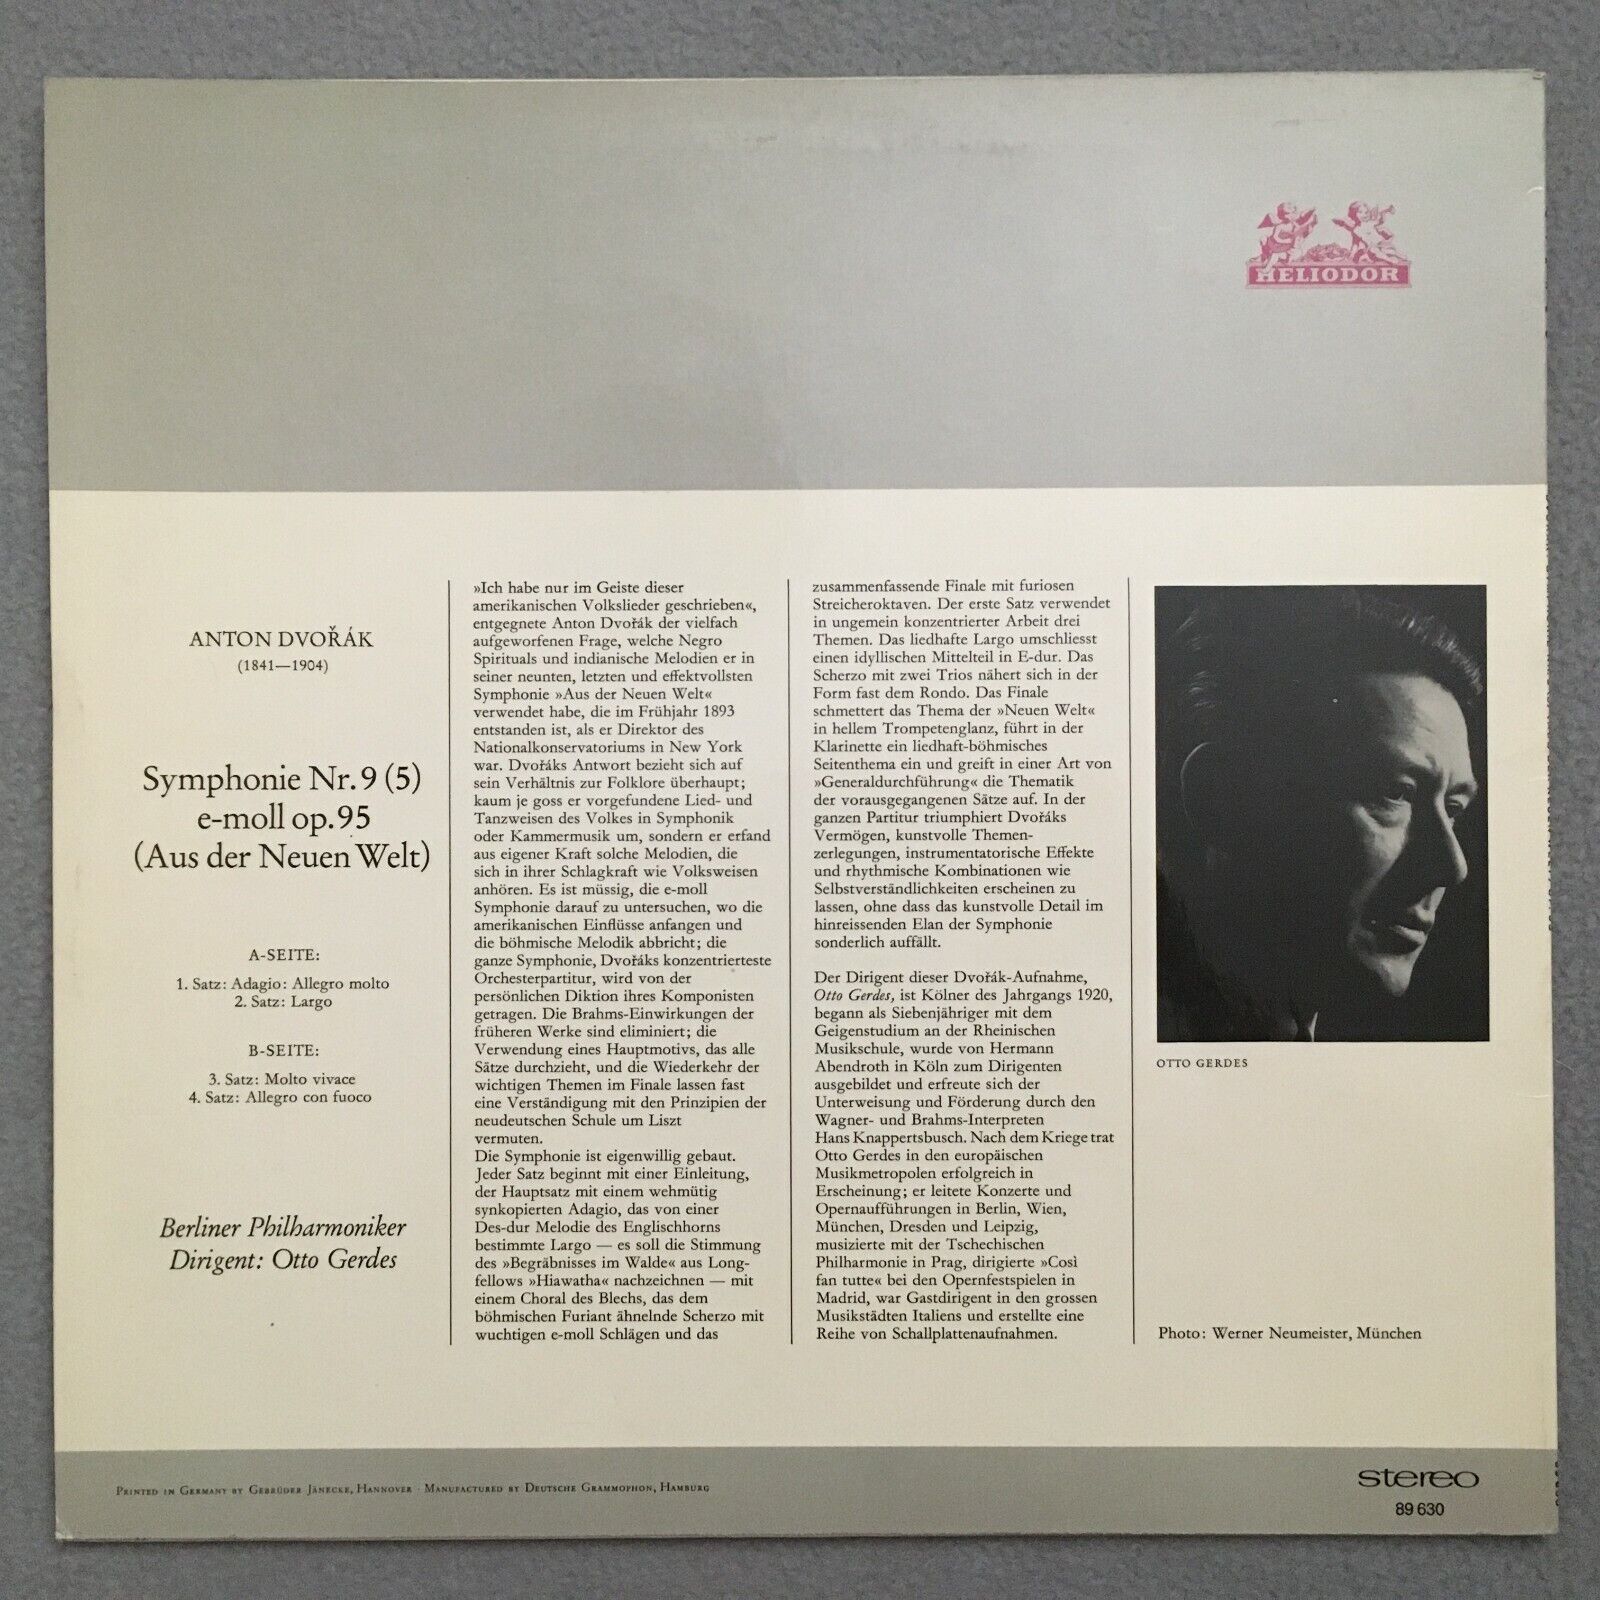 HELIODOR
ANTON DVOŘÁK
(1841—1904)
Symphonie Nr. 9 (5)
e-moll op. 95
(Aus der Neuen Welt)
A-SEITE:
1. Satz: Adagio: Allegro molto
2. Satz: Largo
B-SEITE:
3. Satz: Molto vivace
4. Satz: Allegro con fuoco
Berliner Philharmoniker
Dirigent: Otto Gerdes
»Ich habe nur im Geiste dieser
amerikanischen Volkslieder geschrieben«,
entgegnete Anton Dvořák der vielfach
aufgeworfenen Frage, welche Negro
Spirituals und indianische Melodien er in
seiner neunten, letzten und effektvollsten
Symphonie »Aus der Neuen Welt«
verwendet habe, die im Frühjahr 1893
entstanden ist, als er Direktor des
Nationalkonservatoriums in New York
war. Dvořáks Antwort bezieht sich auf
sein Verhältnis zur Folklore überhaupt;
kaum je goss er vorgefundene Lied- und
Tanzweisen des Volkes in Symphonik
oder Kammermusik um, sondern er erfand
aus eigener Kraft solche Melodien, die
sich in ihrer Schlagkraft wie Volksweisen
anhören. Es ist müssig, die e-moll
Symphonie darauf zu untersuchen, wo die
amerikanischen Einflüsse anfangen und
die böhmische Melodik abbricht; die
ganze Symphonie, Dvořáks konzentrierteste
Orchesterpartitur, wird von der
persönlichen Diktion ihres Komponisten
getragen. Die Brahms-Einwirkungen der
früheren Werke sind eliminiert; die
Verwendung eines Hauptmotivs, das alle
Sätze durchzieht, und die Wiederkehr der
wichtigen Themen im Finale lassen fast
eine Verständigung mit den Prinzipien der
neudeutschen Schule um Liszt
vermuten.
Die Symphonie ist eigenwillig gebaut.
Jeder Satz beginnt mit einer Einleitung,
der Hauptsatz mit einem wehmütig
synkopierten Adagio, das von einer
Des-dur Melodie des Englischhorns
bestimmte Largo — es soll die Stimmung
des »Begräbnisses im Walde« aus Long-
fellows »Hiawatha« nachzeichnen — mit
einem Choral des Blechs, das dem
böhmischen Furiant ähnelnde Scherzo mit
wuchtigen e-moll Schlägen und das
zusammenfassende Finale mit furiosen
Streicheroktaven. Der erste Satz verwendet
in ungemein konzentrierter Arbeit drei
Themen. Das liedhafte Largo umschliesst
einen idyllischen Mittelteil in E-dur. Das
Scherzo mit zwei Trios nähert sich in der
Form fast dem Rondo. Das Finale
schmettert das Thema der »Neuen Welt«
in hellem Trompetenglanz, führt in der
Klarinette ein liedhaft-böhmisches
Seitenthema ein und greift in einer Art von
»Generaldurchführung« die Thematik
der vorausgegangenen Sätze auf. In der
ganzen Partitur triumphiert Dvořáks
Vermögen, kunstvolle Themen-
zerlegungen, instrumentatorische Effekte
und rhythmische Kombinationen wie
Selbstverständlichkeiten erscheinen zu
lassen, ohne dass das kunstvolle Detail im
hinreissenden Elan der Symphonie
sonderlich auffällt.
Der Dirigent dieser Dvořák-Aufnahme,
Otto Gerdes, ist Kölner des Jahrgangs 1920,
begann als Siebenjähriger mit dem
Geigenstudium an der Rheinischen
Musikschule, wurde von Hermann
Abendroth in Köln zum Dirigenten
ausgebildet und erfreute sich der
Unterweisung und Förderung durch den
Wagner- und Brahms-Interpreten
Hans Knappertsbusch. Nach dem Kriege trat
Otto Gerdes in den europäischen
Musikmetropolen erfolgreich in
Erscheinung; er leitete Konzerte und
Opernaufführungen in Berlin, Wien,
München, Dresden und Leipzig,
musizierte mit der Tschechischen
Philharmonie in Prag, dirigierte »Così
fan tutte« bei den Opernfestspielen in
Madrid, war Gastdirigent in den grossen
Musikstädten Italiens und erstellte eine
Reihe von Schallplattenaufnahmen.
OTTO GERDES
Photo: Werner Neumeister, München
PRINTED IN GERMANY BY GEBRÜDER JÄNECKE, HANNOVER · MANUFACTURED BY DEUTSCHE GRAMMOPHON, HAMBURG
stereo
89 630